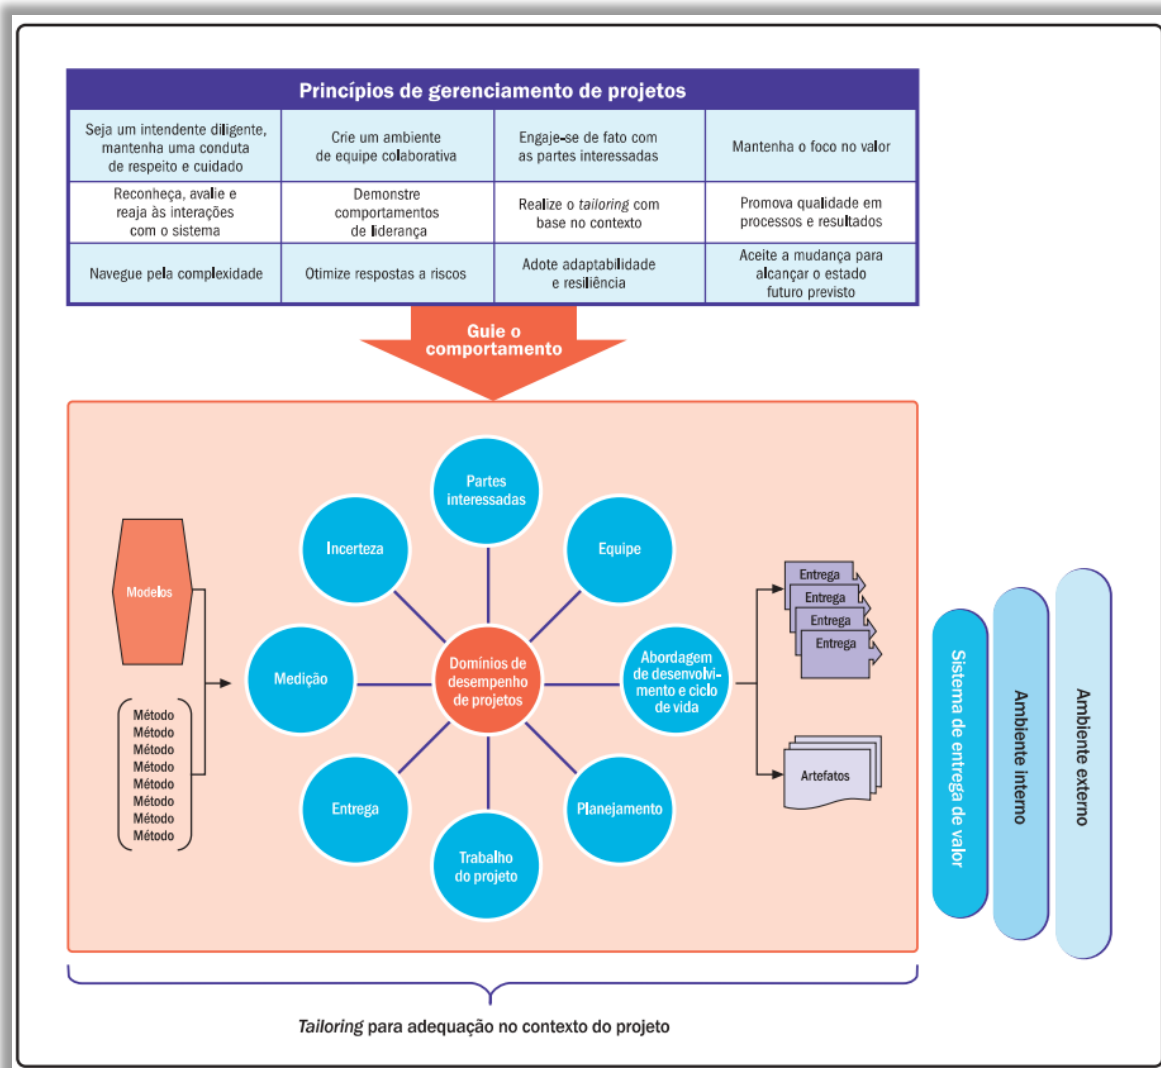 Princípios de gerenciamento de projetos
Seja um intendente diligente,
mantenha uma conduta
de respeito e cuidado
Crie um ambiente
de equipe colaborativa
Engaje-se de fato com
as partes interessadas
Mantenha o foco no valor
Reconheça, avalie e
reaja às interações
com o sistema
Demonstre
comportamentos
de liderança
Realize o tailoring com
base no contexto
Promova qualidade em
processos e resultados
Navegue pela complexidade
Otimize respostas a riscos
Adote adaptabilidade
e resiliência
Aceite a mudança para
alcançar o estado
futuro previsto
Guie o
comportamento
Partes
interessadas
Incerteza
Equipe
Modelos
Medição
Domínios de
desempenho
de projetos
Abordagem
de desenvolvi-
mento e ciclo
de vida
Entrega
Entrega
Entrega
Entrega
Método
Método
Método
Método
Método
Método
Método
Método
Entrega
Planejamento
Artefatos
Trabalho
do projeto
Sistema de entrega de valor
Ambiente interno
Ambiente externo
Tailoring para adequação no contexto do projeto